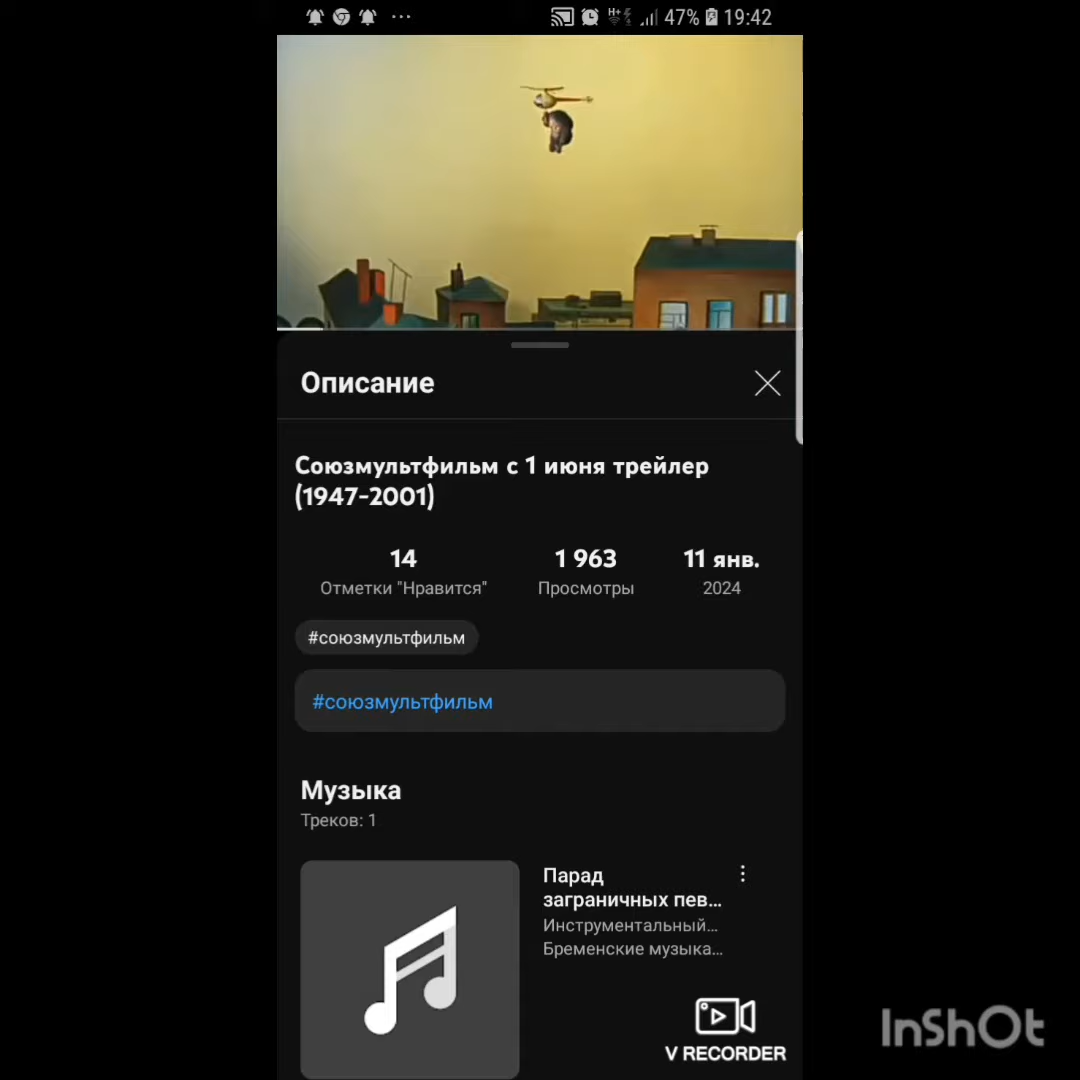 47% 19:42
Описание
Союзмультфильм с 1 июня трейлер
(1947-2001)
14 1 963 11 янв.
Отметки "Нравится" Просмотры 2024
#союзмультфильм
#союзмультфильм
Музыка
Треков: 1
Парад
заграничных пев...
Инструментальный...
Бременские музыка...
V RECORDER
InShOt